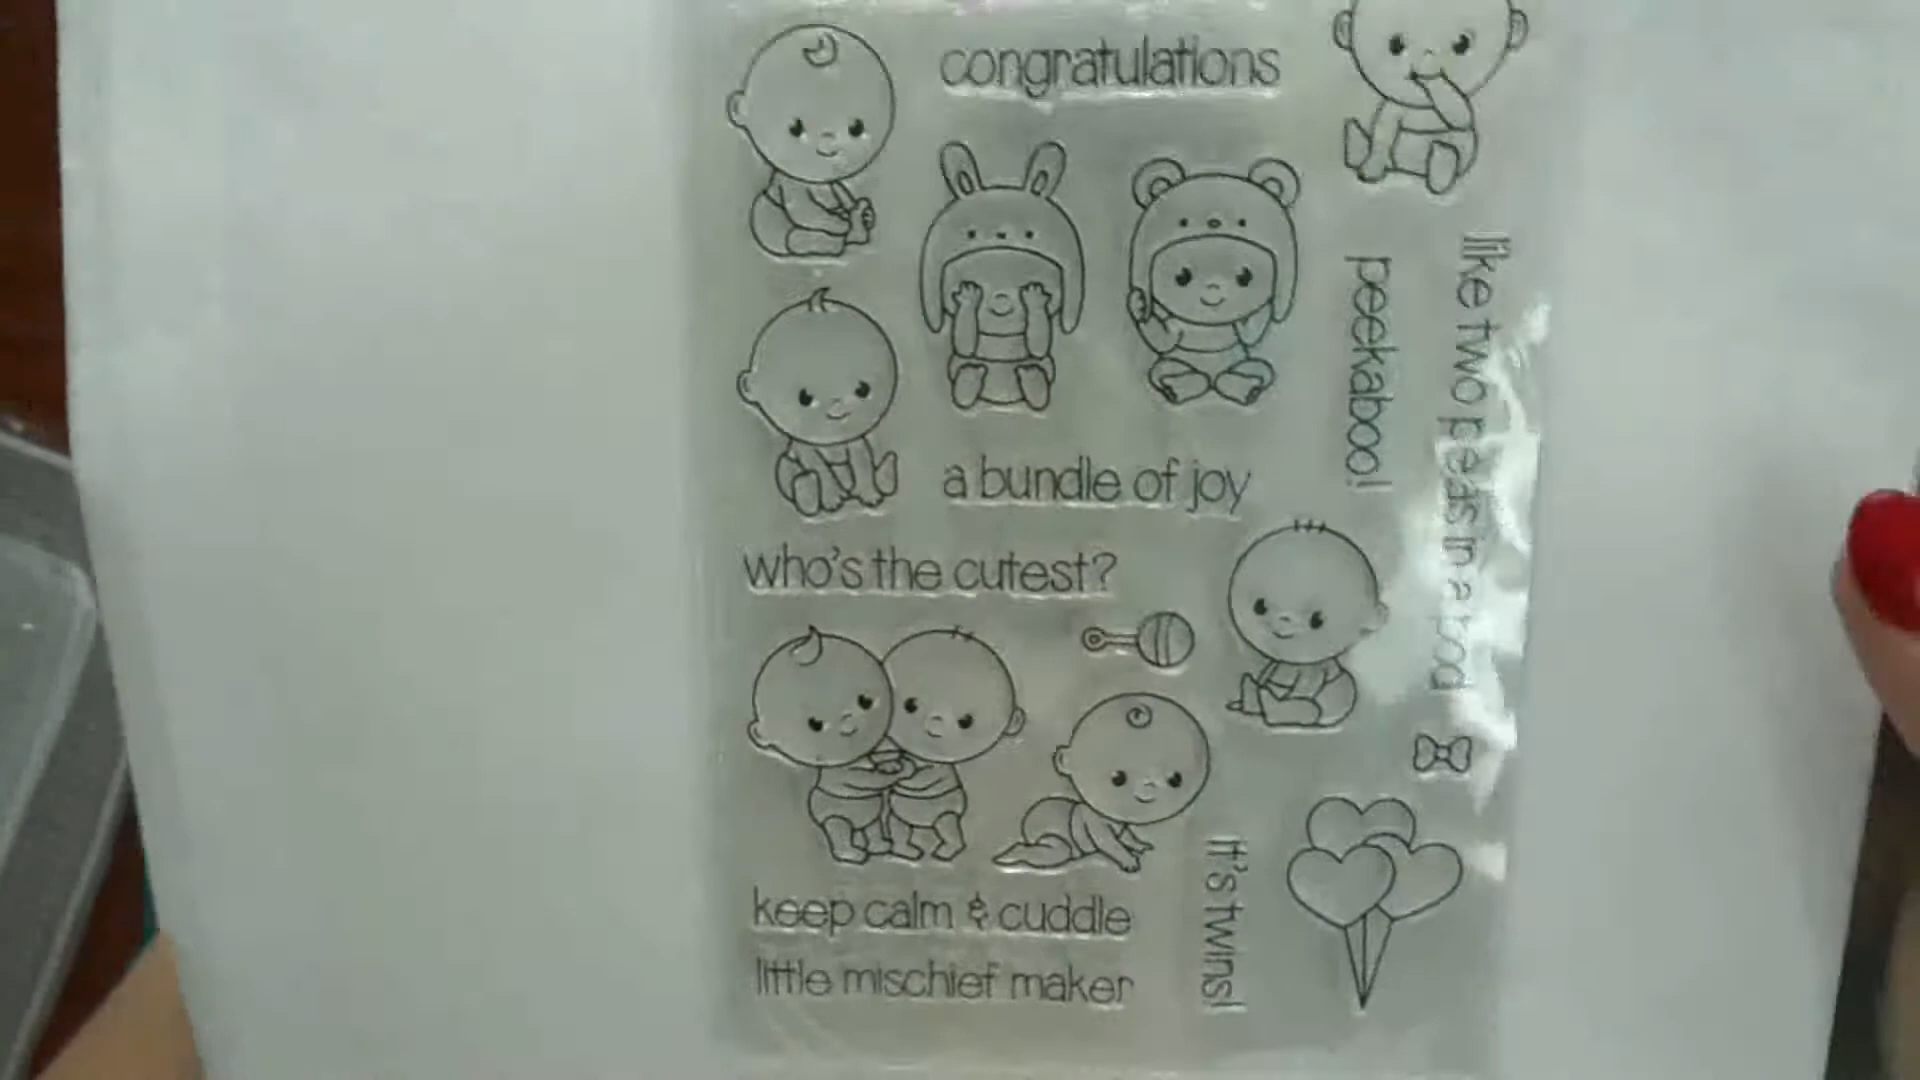 congratulations
like two peas in a pod
peekaboo!
a bundle of joy
who's the cutest?
it's twins!
keep calm & cuddle
little mischief maker